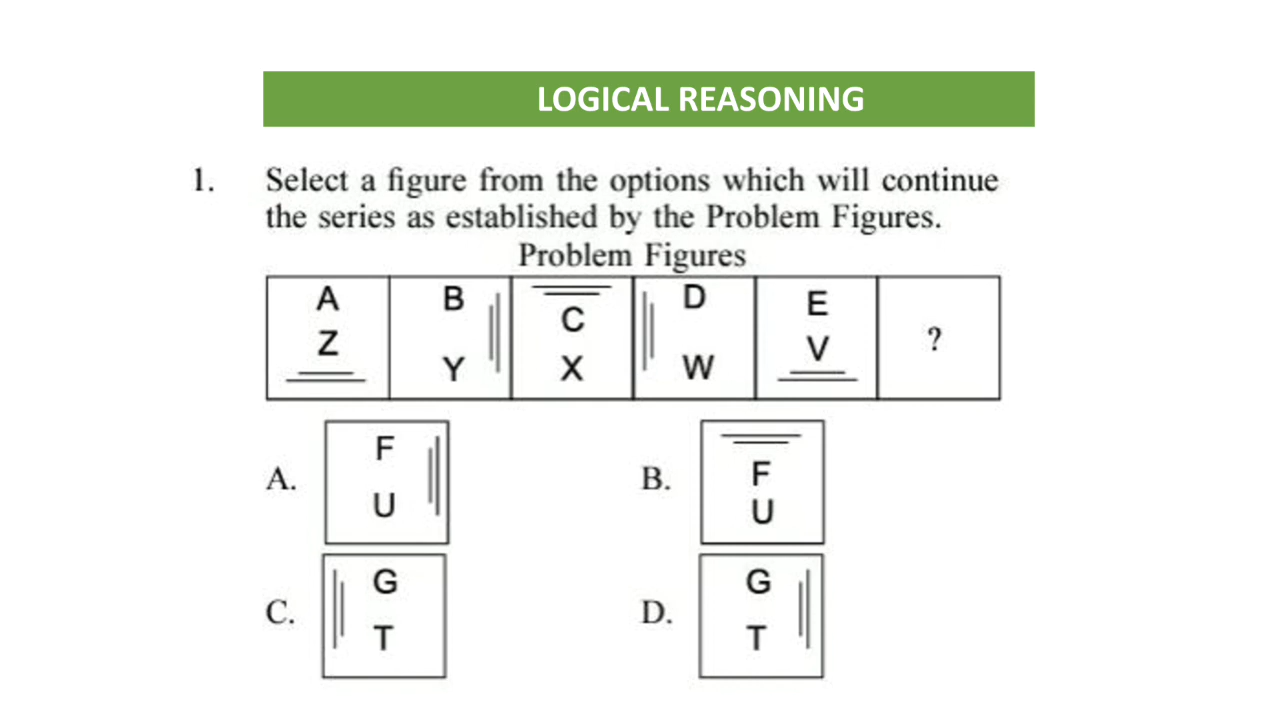 LOGICAL REASONING
1. Select a figure from the options which will continue
the series as established by the Problem Figures.
Problem Figures
A B C D E ?
Z Y X W V
A. F U B. F U
C. G T D. G T